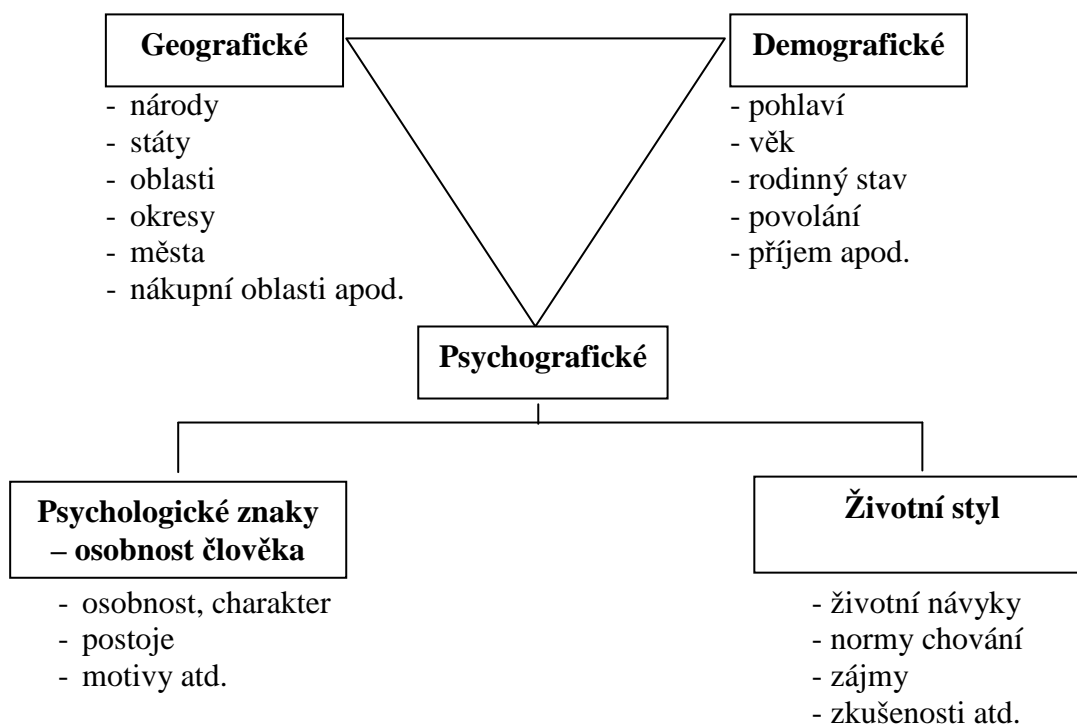 Geografické
- národy
- státy
- oblasti
- okresy
- města
- nákupní oblasti apod.
Demografické
- pohlaví
- věk
- rodinný stav
- povolání
- příjem apod.
Psychografické
Psychologické znaky
– osobnost člověka
- osobnost, charakter
- postoje
- motivy atd.
Životní styl
- životní návyky
- normy chování
- zájmy
- zkušenosti atd.